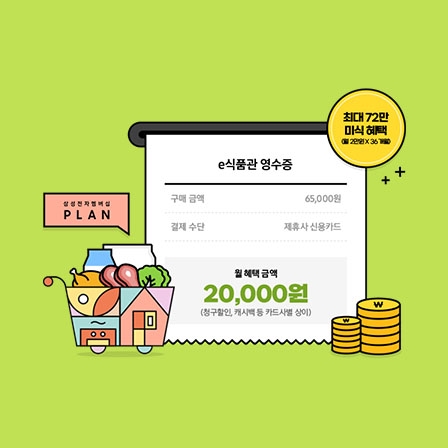 최대 72만
미식 혜택
(월 2만원 X 36개월)
e식품관 영수증
구매 금액 65,000원
결제 수단 제휴사 신용카드
삼성전자멤버십
PLAN
월 혜택 금액
20,000원
(청구할인, 캐시백 등 카드사별 상이)
₩
₩